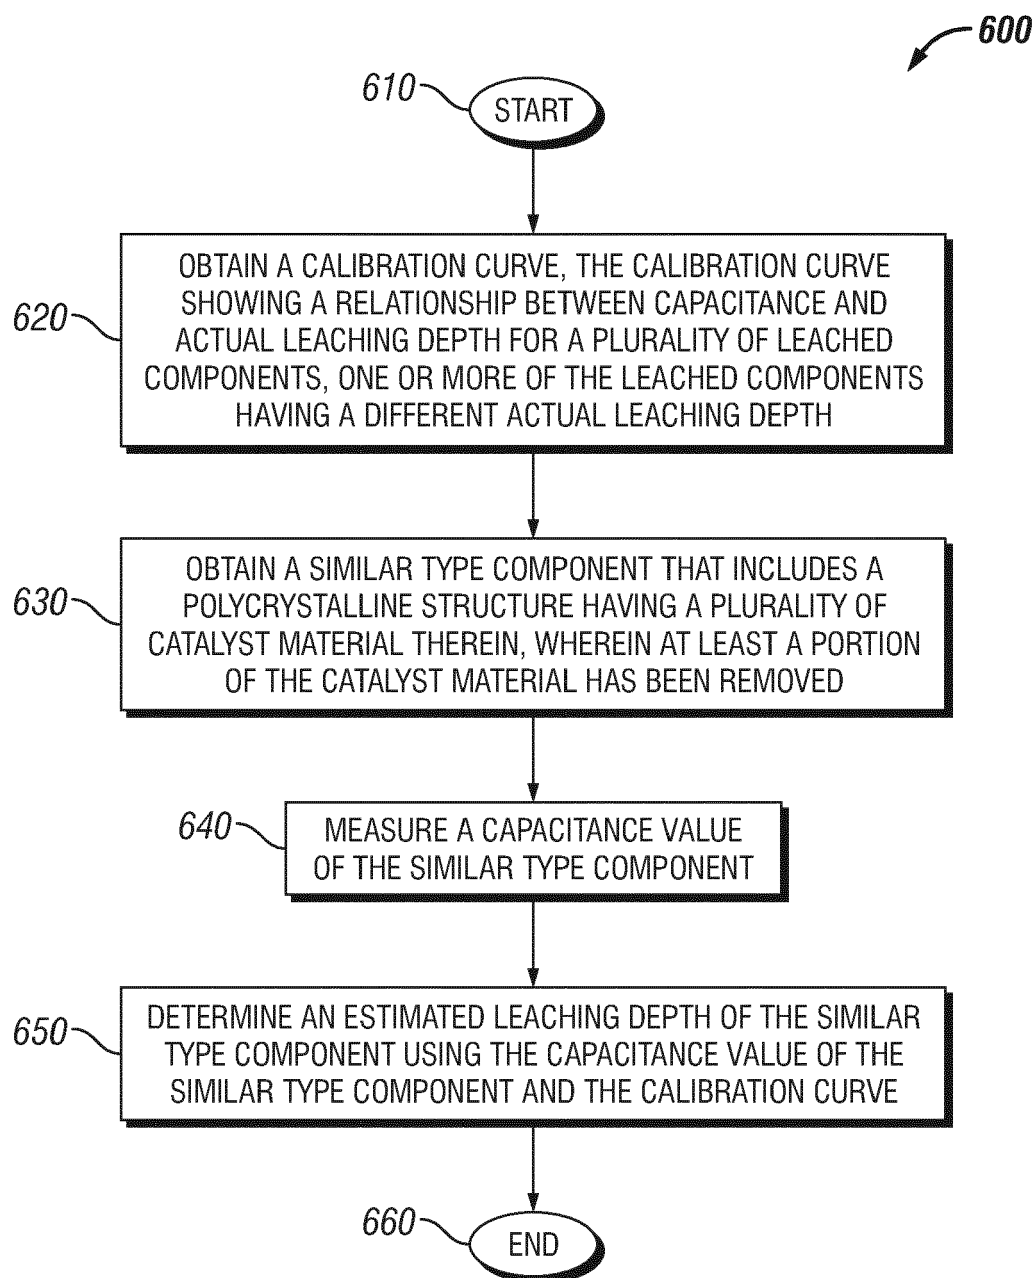 600
610
START
620
OBTAIN A CALIBRATION CURVE, THE CALIBRATION CURVE
SHOWING A RELATIONSHIP BETWEEN CAPACITANCE AND
ACTUAL LEACHING DEPTH FOR A PLURALITY OF LEACHED
COMPONENTS, ONE OR MORE OF THE LEACHED COMPONENTS
HAVING A DIFFERENT ACTUAL LEACHING DEPTH
630
OBTAIN A SIMILAR TYPE COMPONENT THAT INCLUDES A
POLYCRYSTALLINE STRUCTURE HAVING A PLURALITY OF
CATALYST MATERIAL THEREIN, WHEREIN AT LEAST A PORTION
OF THE CATALYST MATERIAL HAS BEEN REMOVED
640
MEASURE A CAPACITANCE VALUE
OF THE SIMILAR TYPE COMPONENT
650
DETERMINE AN ESTIMATED LEACHING DEPTH OF THE SIMILAR
TYPE COMPONENT USING THE CAPACITANCE VALUE OF THE
SIMILAR TYPE COMPONENT AND THE CALIBRATION CURVE
660
END